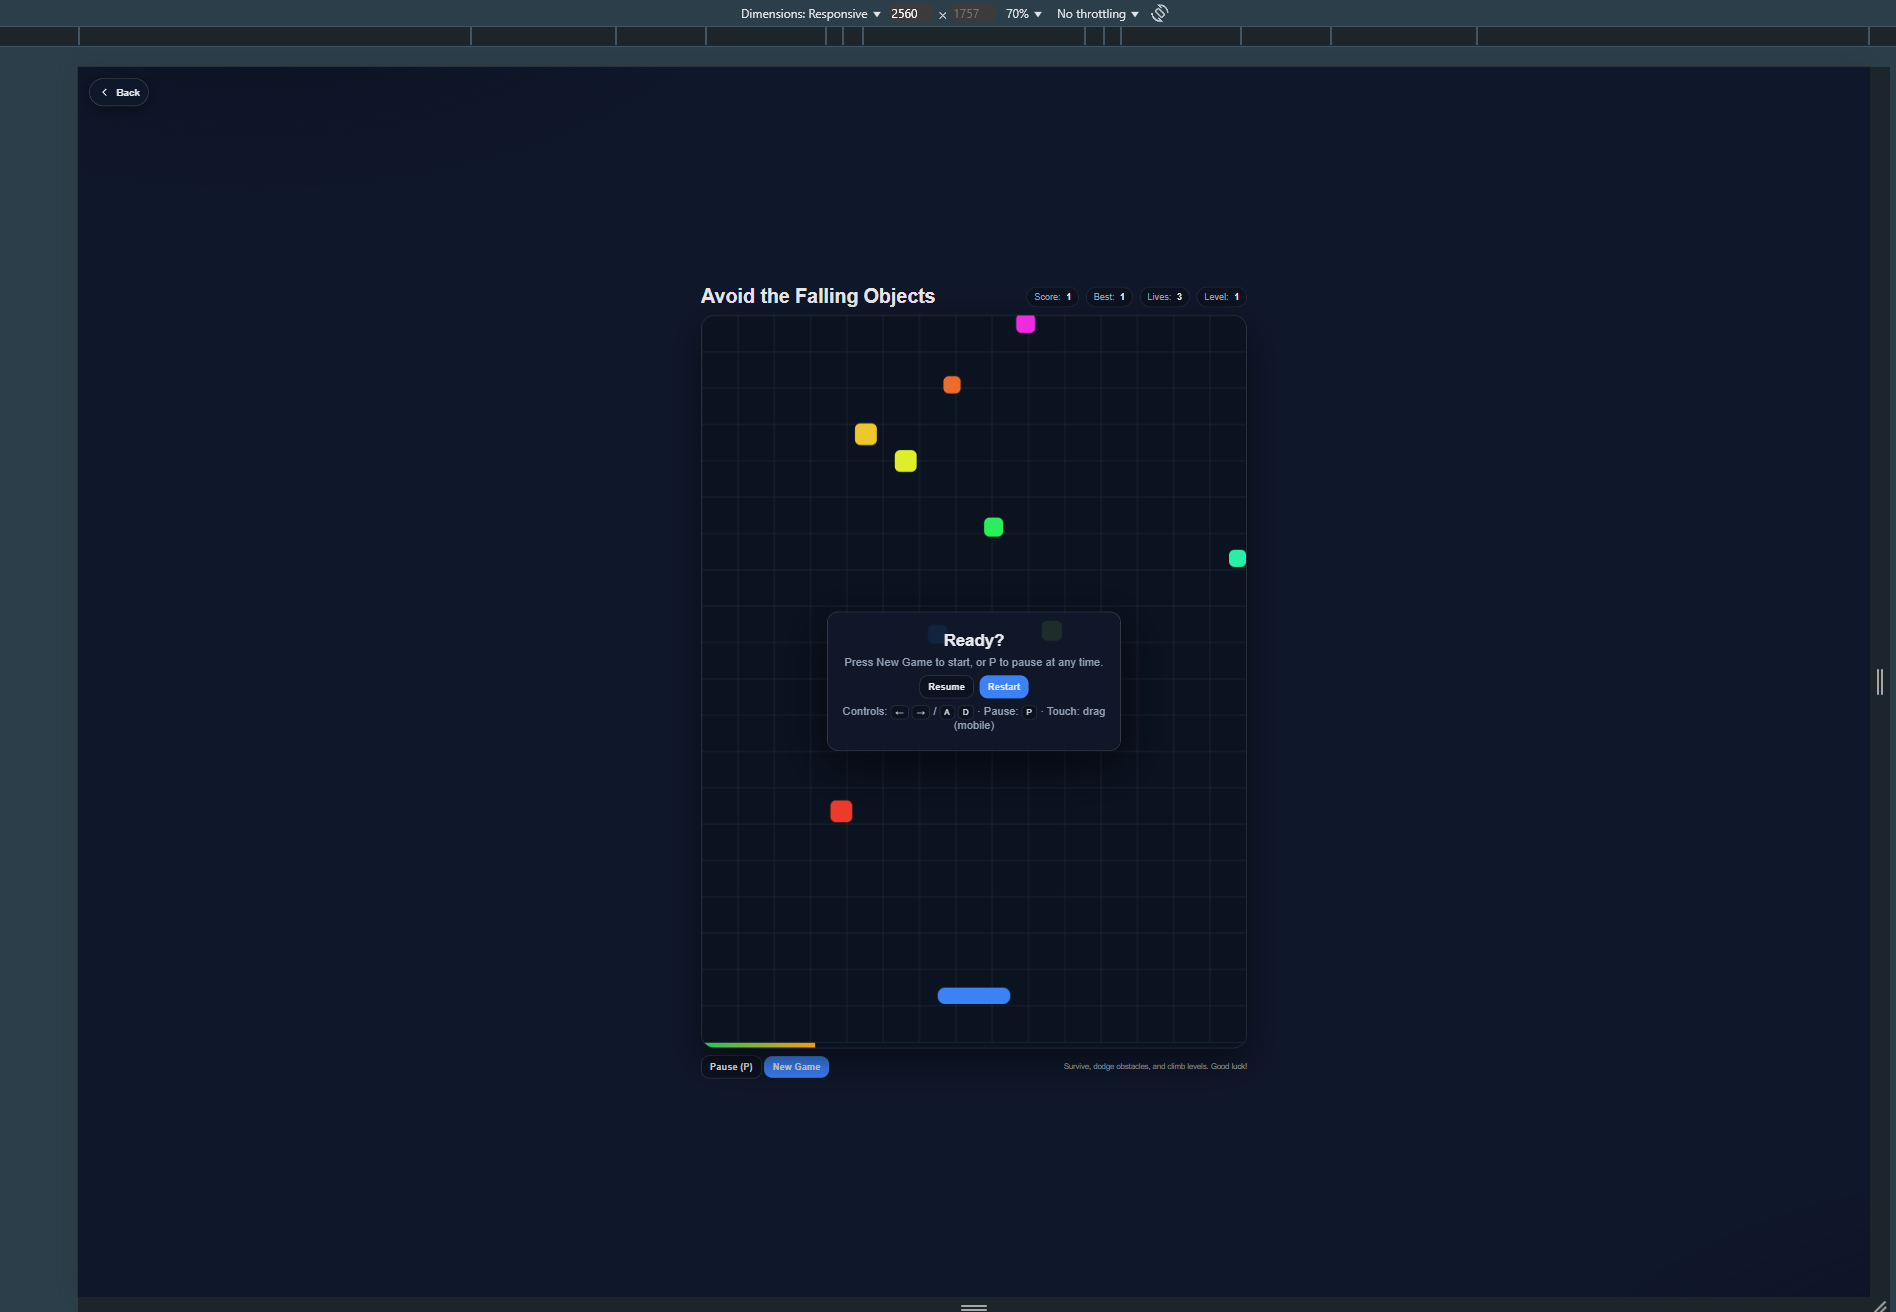 Dimensions: Responsive 2560 × 1757 70% No throttling
Back
Avoid the Falling Objects Score: 1 Best: 1 Lives: 3 Level: 1
Ready?
Press New Game to start, or P to pause at any time.
Resume Restart
Controls: ← → / A D · Pause: P · Touch: drag
(mobile)
Pause (P) New Game Survive, dodge obstacles, and climb levels. Good luck!